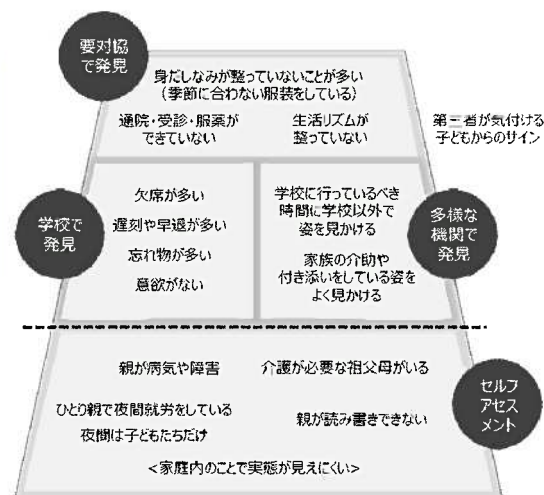 要対協
で発見
身だしなみが整っていないことが多い
（季節に合わない服装をしている）
通院・受診・服薬が
できていない
生活リズムが
整っていない
第三者が気付ける
子どもからのサイン
学校で
発見
欠席が多い
遅刻や早退が多い
忘れ物が多い
意欲がない
学校に行っているべき
時間に学校以外で
姿を見かける
家族の介助や
付き添いをしている姿を
よく見かける
多様な
機関で
発見
親が病気や障害
介護が必要な祖父母がいる
ひとり親で夜間就労をしている
夜間は子どもたちだけ
親が読み書きできない
＜家庭内のことで実態が見えにくい＞
セルフ
アセス
メント